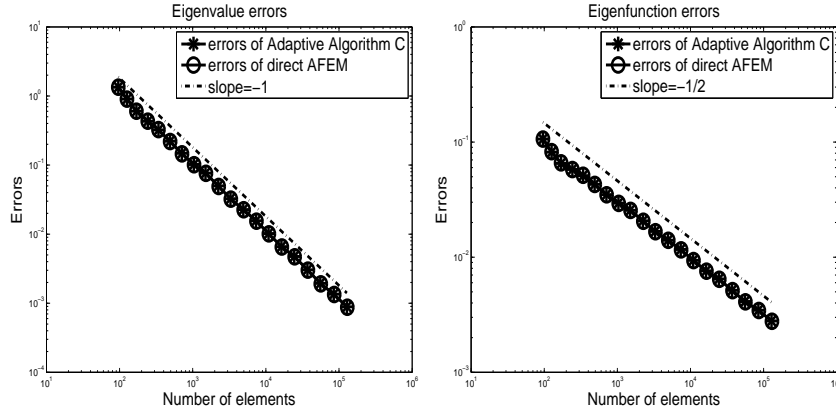 Eigenvalue errors
10^1
10^0
10^-1
10^-2
10^-3
10^-4
Errors
errors of Adaptive Algorithm C
errors of direct AFEM
slope=-1
10^1
10^2
10^3
10^4
10^5
10^6
Number of elements
Eigenfunction errors
10^0
10^-1
10^-2
10^-3
Errors
errors of Adaptive Algorithm C
errors of direct AFEM
slope=-1/2
10^1
10^2
10^3
10^4
10^5
10^6
Number of elements